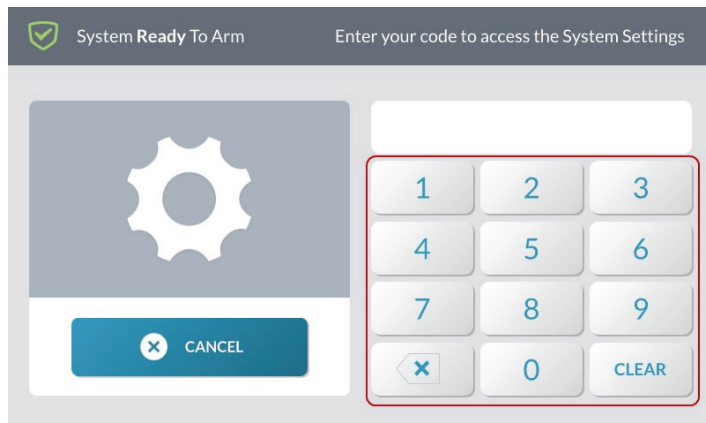 System Ready To Arm
Enter your code to access the System Settings
1 2 3
4 5 6
7 8 9
0 CLEAR
CANCEL